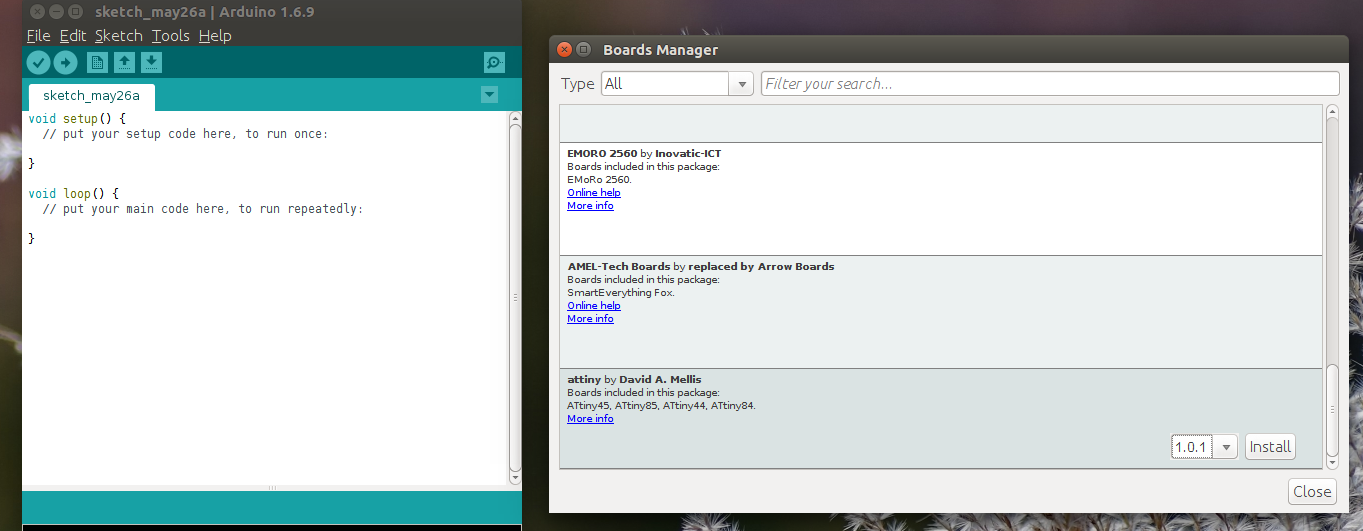 sketch_may26a | Arduino 1.6.9
File Edit Sketch Tools Help
sketch_may26a
void setup() {
// put your setup code here, to run once:
}
void loop() {
// put your main code here, to run repeatedly:
}
Boards Manager
Type All Filter your search...
EMORO 2560 by Inovatic-ICT
Boards included in this package:
EMoRo 2560.
Online help
More info
AMEL-Tech Boards by replaced by Arrow Boards
Boards included in this package:
SmartEverything Fox.
Online help
More info
attiny by David A. Mellis
Boards included in this package:
ATtiny45, ATtiny85, ATtiny44, ATtiny84.
More info
1.0.1 Install
Close